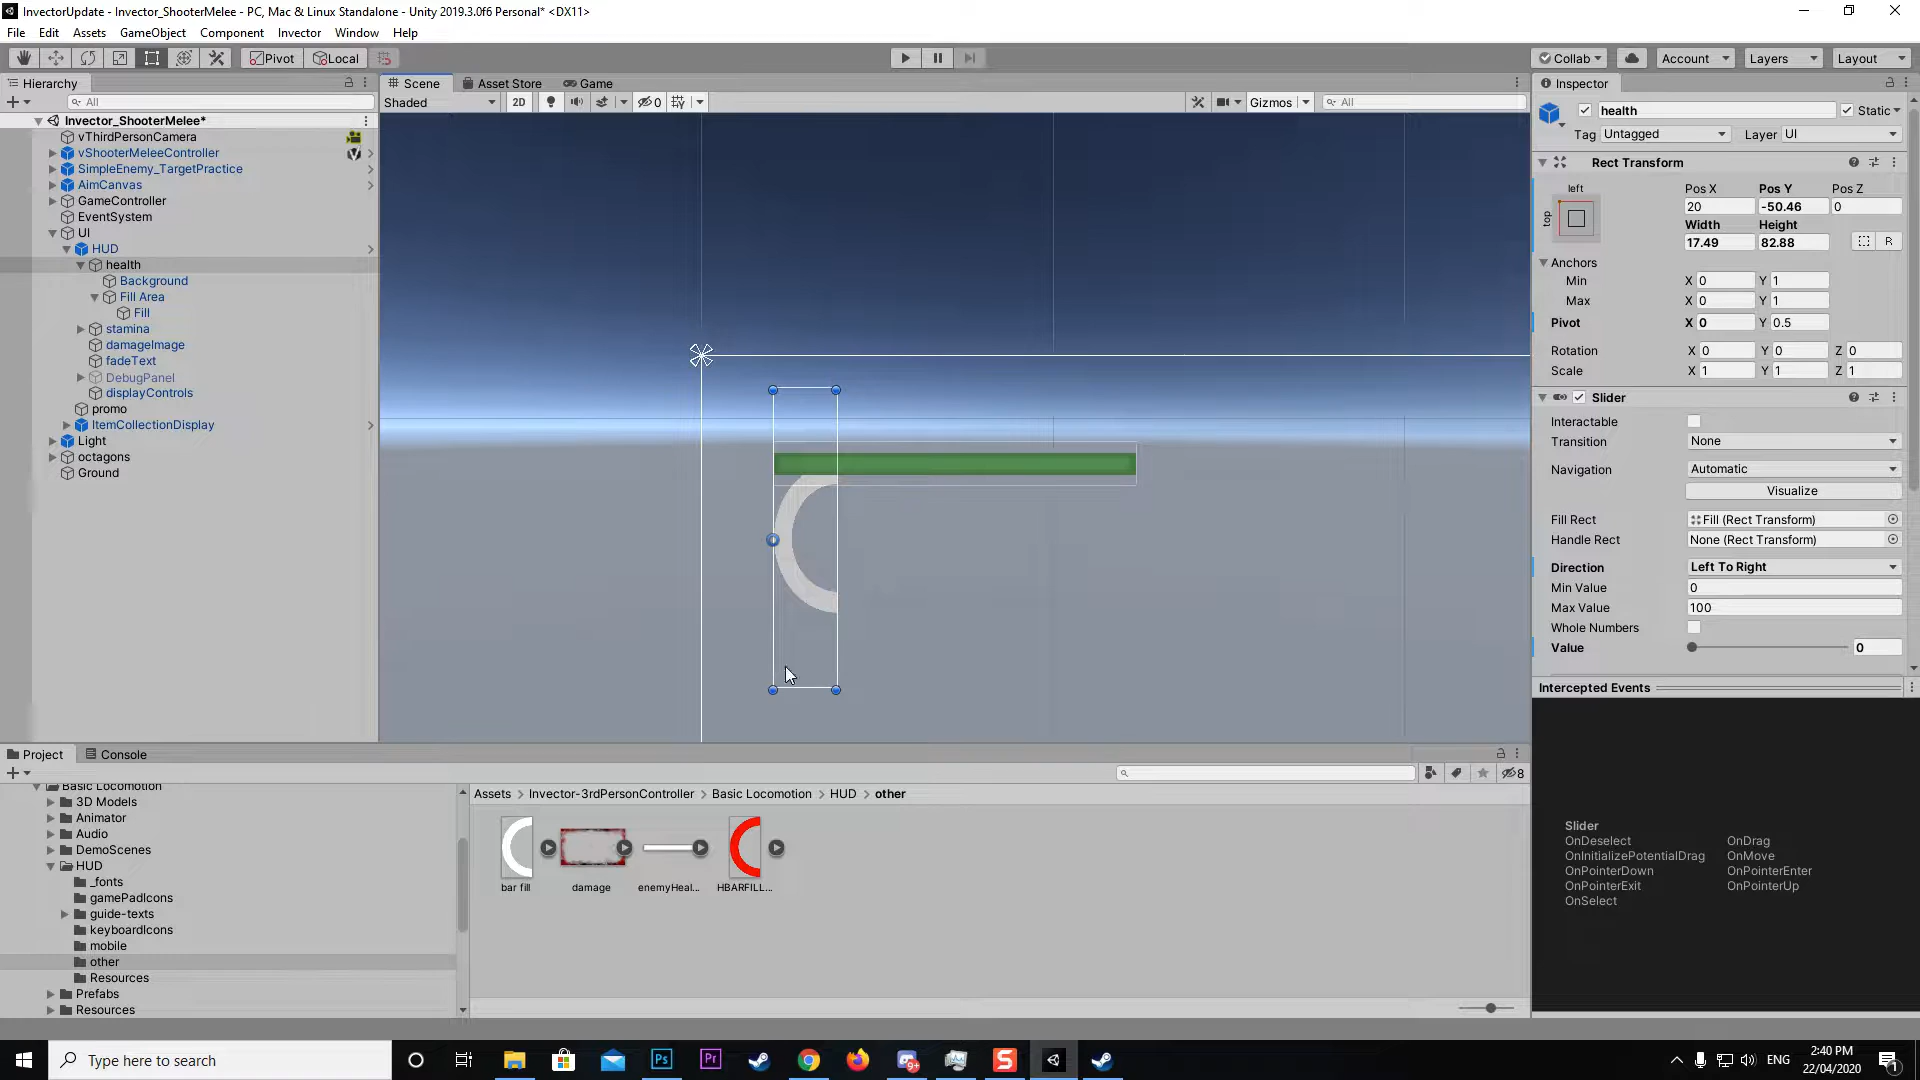 InvectorUpdate - Invector_ShooterMelee - PC, Mac & Linux Standalone - Unity 2019.3.0f6 Personal* <DX11>
File Edit Assets GameObject Component Invector Window Help
Pivot Local Collab Account Layers Layout
Hierarchy
All
Invector_ShooterMelee*
vThirdPersonCamera
vShooterMeleeController
SimpleEnemy_TargetPractice
AimCanvas
GameController
EventSystem
UI
HUD
health
Background
Fill Area
Fill
stamina
damageImage
fadeText
DebugPanel
displayControls
promo
ItemCollectionDisplay
Light
octagons
Ground
Scene Asset Store Game
Shaded 2D 0 Gizmos All
Inspector
health Static
Tag Untagged Layer UI
Rect Transform
left
top
Pos X Pos Y Pos Z
20 -50.46 0
Width Height
17.49 82.88 R
Anchors
Min X 0 Y 1
Max X 0 Y 1
Pivot X 0 Y 0.5
Rotation X 0 Y 0 Z 0
Scale X 1 Y 1 Z 1
Slider
Interactable
Transition None
Navigation Automatic
Visualize
Fill Rect Fill (Rect Transform)
Handle Rect None (Rect Transform)
Direction Left To Right
Min Value 0
Max Value 100
Whole Numbers
Value 0
Intercepted Events
Slider
OnDeselect OnDrag
OnInitializePotentialDrag OnMove
OnPointerDown OnPointerEnter
OnPointerExit OnPointerUp
OnSelect
Project Console
8
Basic Locomotion
3D Models
Animator
Audio
DemoScenes
HUD
_fonts
gamePadIcons
guide-texts
keyboardIcons
mobile
other
Resources
Prefabs
Resources
Assets > Invector-3rdPersonController > Basic Locomotion > HUD > other
bar fill damage enemyHeal... HBARFILL...
Type here to search
Ps Pr 9+ S ENG
2:40 PM
22/04/2020
1